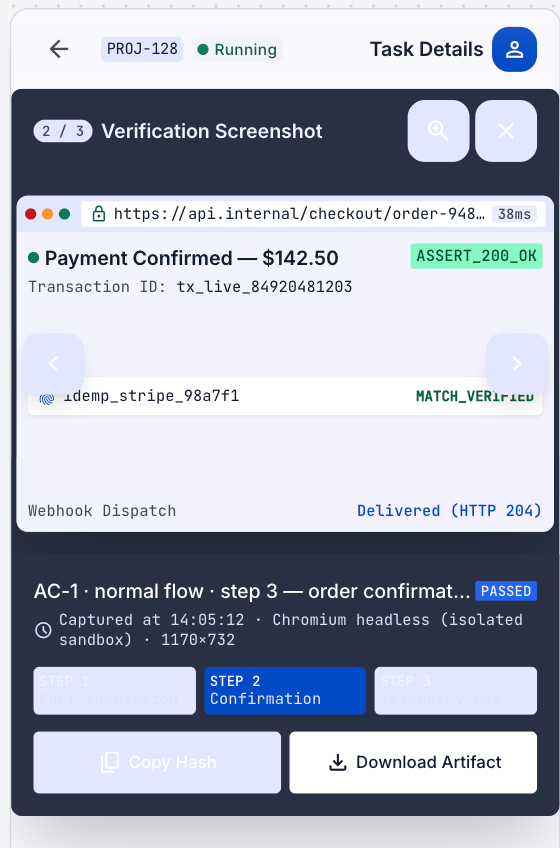 PROJ-128
Running
Task Details
2 / 3
Verification Screenshot
https://api.internal/checkout/order-948…
38ms
Payment Confirmed — $142.50
ASSERT_200_OK
Transaction ID: tx_live_84920481203
idemp_stripe_98a7f1
MATCH_VERIFIED
Webhook Dispatch
Delivered (HTTP 204)
AC-1 · normal flow · step 3 — order confirmat…
PASSED
Captured at 14:05:12 · Chromium headless (isolated
sandbox) · 1170×732
STEP 1
Cart Submission
STEP 2
Confirmation
STEP 3
Telemetry Log
Copy Hash
Download Artifact